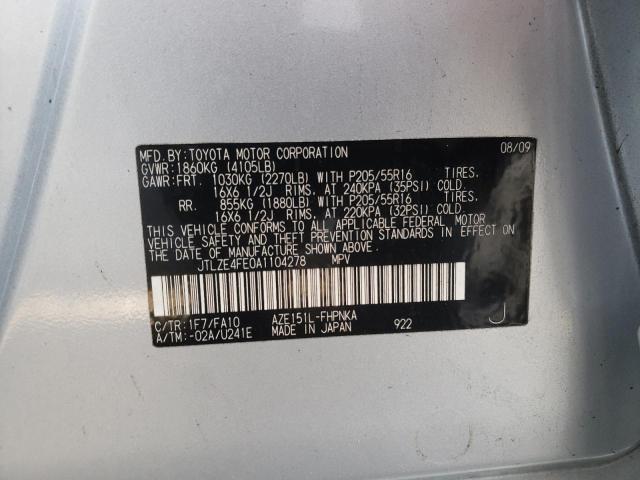 MFD.BY:TOYOTA MOTOR CORPORATION 08/09
GVWR:1860KG (4105LB)
GAWR:FRT. 1030KG (2270LB) WITH P205/55R16 TIRES,
16X6 1/2J RIMS, AT 240KPA (35PSI) COLD.
RR. 855KG (1880LB) WITH P205/55R16 TIRES,
16X6 1/2J RIMS, AT 220KPA (32PSI) COLD.
THIS VEHICLE CONFORMS TO ALL APPLICABLE FEDERAL MOTOR
VEHICLE SAFETY AND THEFT PREVENTION STANDARDS IN EFFECT ON
THE DATE OF MANUFACTURE SHOWN ABOVE.
JTLZE4FE0A1104278 MPV
C/TR:1F7/FA10 AZE151L-FHPNKA
A/TM:-02A/U241E MADE IN JAPAN 922 J